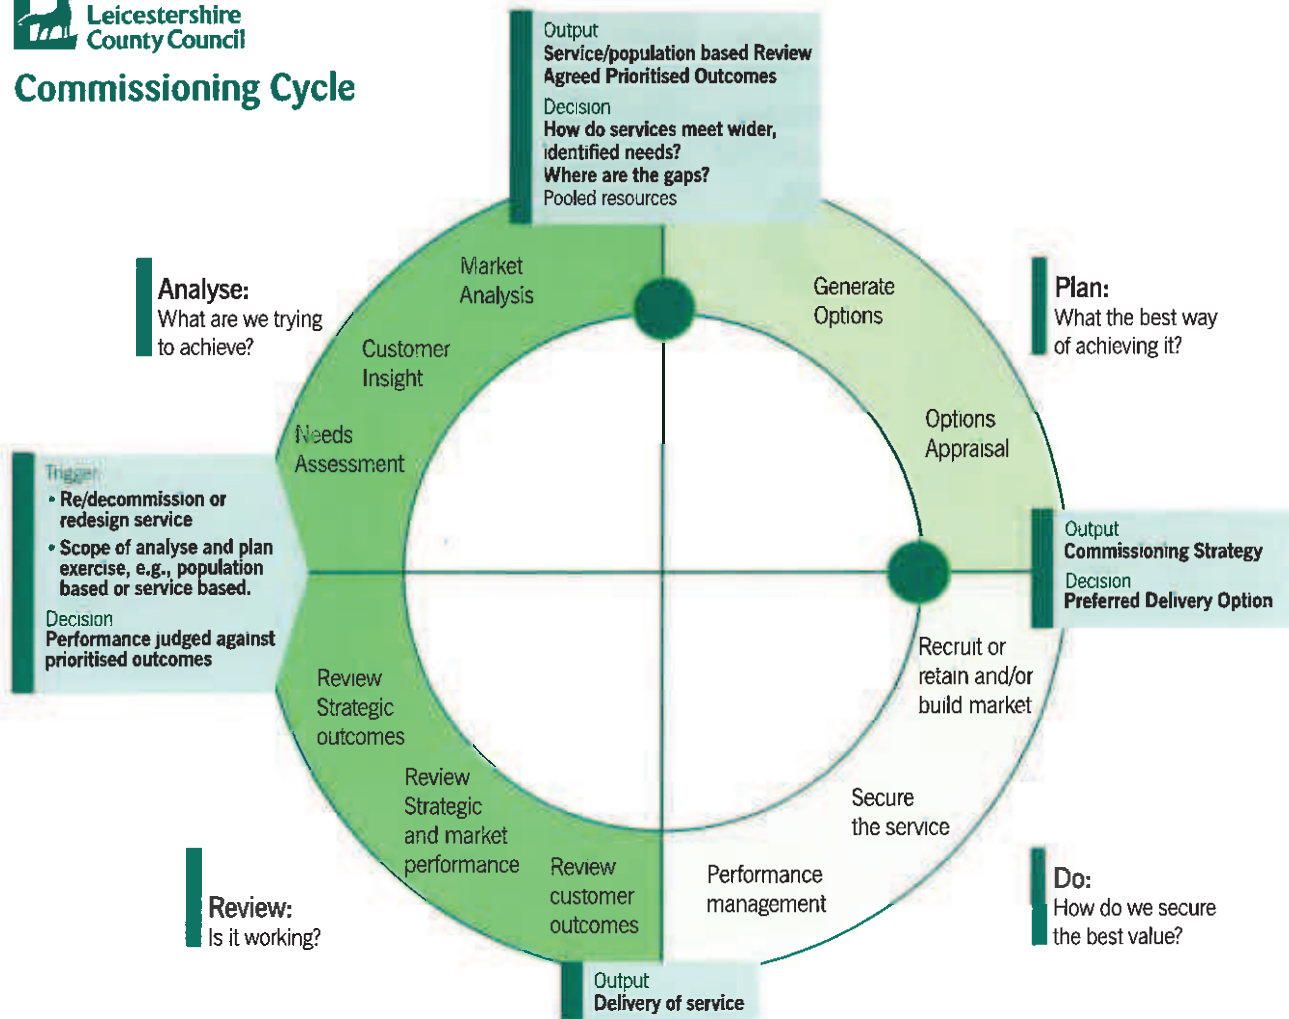 Leicestershire
County Council
Commissioning Cycle
Output
Service/population based Review
Agreed Prioritised Outcomes
Decision
How do services meet wider,
identified needs?
Where are the gaps?
Pooled resources
Analyse:
What are we trying
to achieve?
Market
Analysis
Customer
Insight
Needs
Assessment
Generate
Options
Options
Appraisal
Plan:
What the best way
of achieving it?
Trigger
• Re/decommission or
redesign service
• Scope of analyse and plan
exercise, e.g., population
based or service based.
Decision
Performance judged against
prioritised outcomes
Output
Commissioning Strategy
Decision
Preferred Delivery Option
Recruit or
retain and/or
build market
Secure
the service
Performance
management
Do:
How do we secure
the best value?
Review
Strategic
outcomes
Review
Strategic
and market
performance
Review
customer
outcomes
Review:
Is it working?
Output
Delivery of service